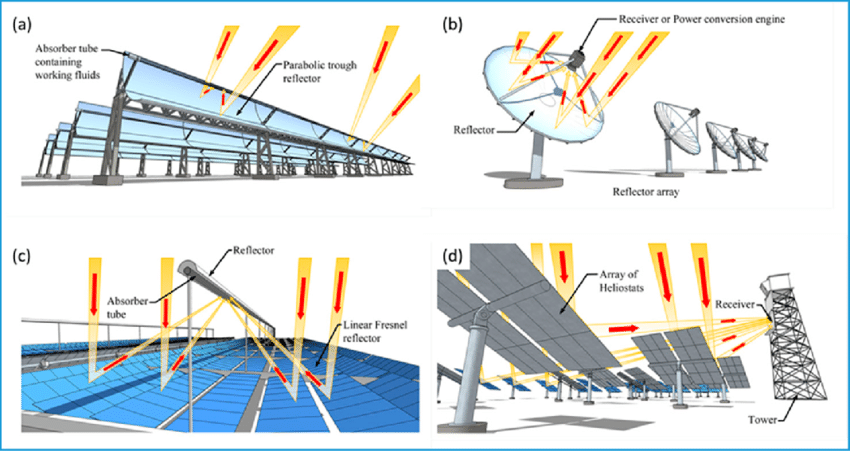 (a)
Absorber tube
containing
working fluids
Parabolic trough
reflector
(b)
Receiver or Power conversion engine
Reflector
Reflector array
(c)
Reflector
Absorber
tube
Linear Fresnel
reflector
(d)
Array of
Heliostats
Receiver
Tower